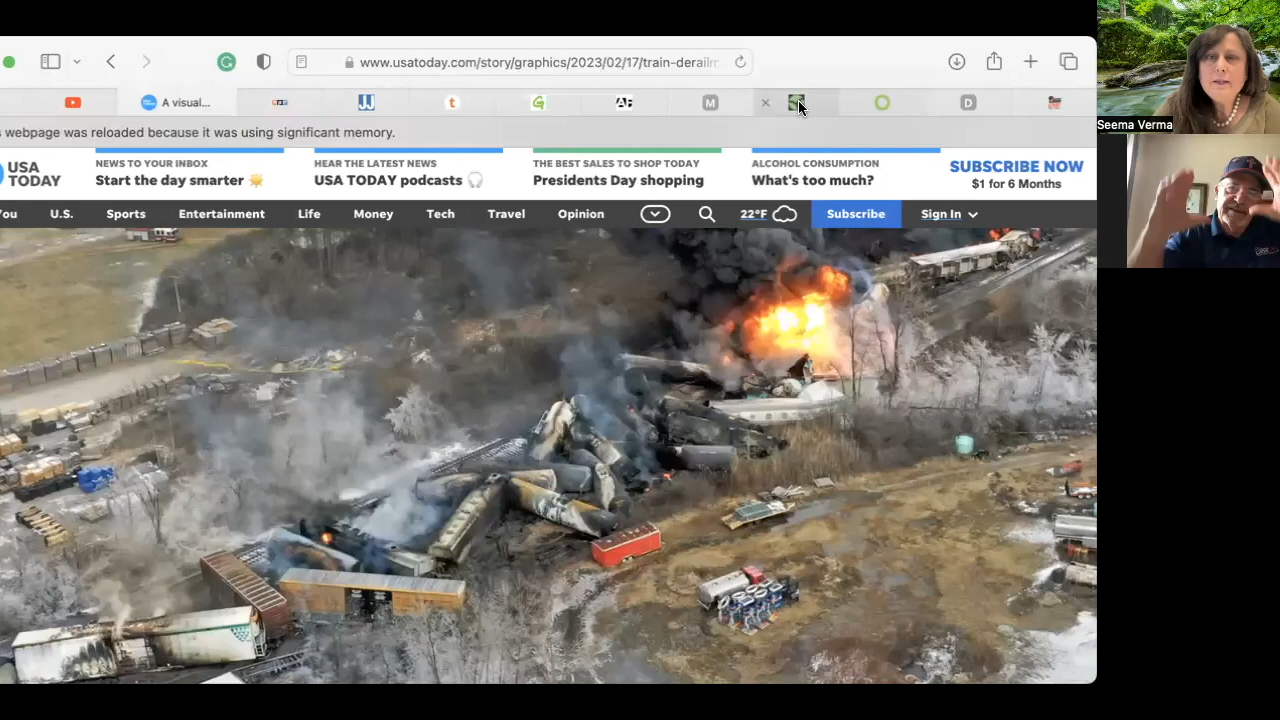 www.usatoday.com/story/graphics/2023/02/17/train-derailm
A visual...
webpage was reloaded because it was using significant memory.
USA
TODAY
NEWS TO YOUR INBOX
Start the day smarter
HEAR THE LATEST NEWS
USA TODAY podcasts
THE BEST SALES TO SHOP TODAY
Presidents Day shopping
ALCOHOL CONSUMPTION
What's too much?
SUBSCRIBE NOW
$1 for 6 Months
You U.S. Sports Entertainment Life Money Tech Travel Opinion 22°F Subscribe Sign In
Seema Verma